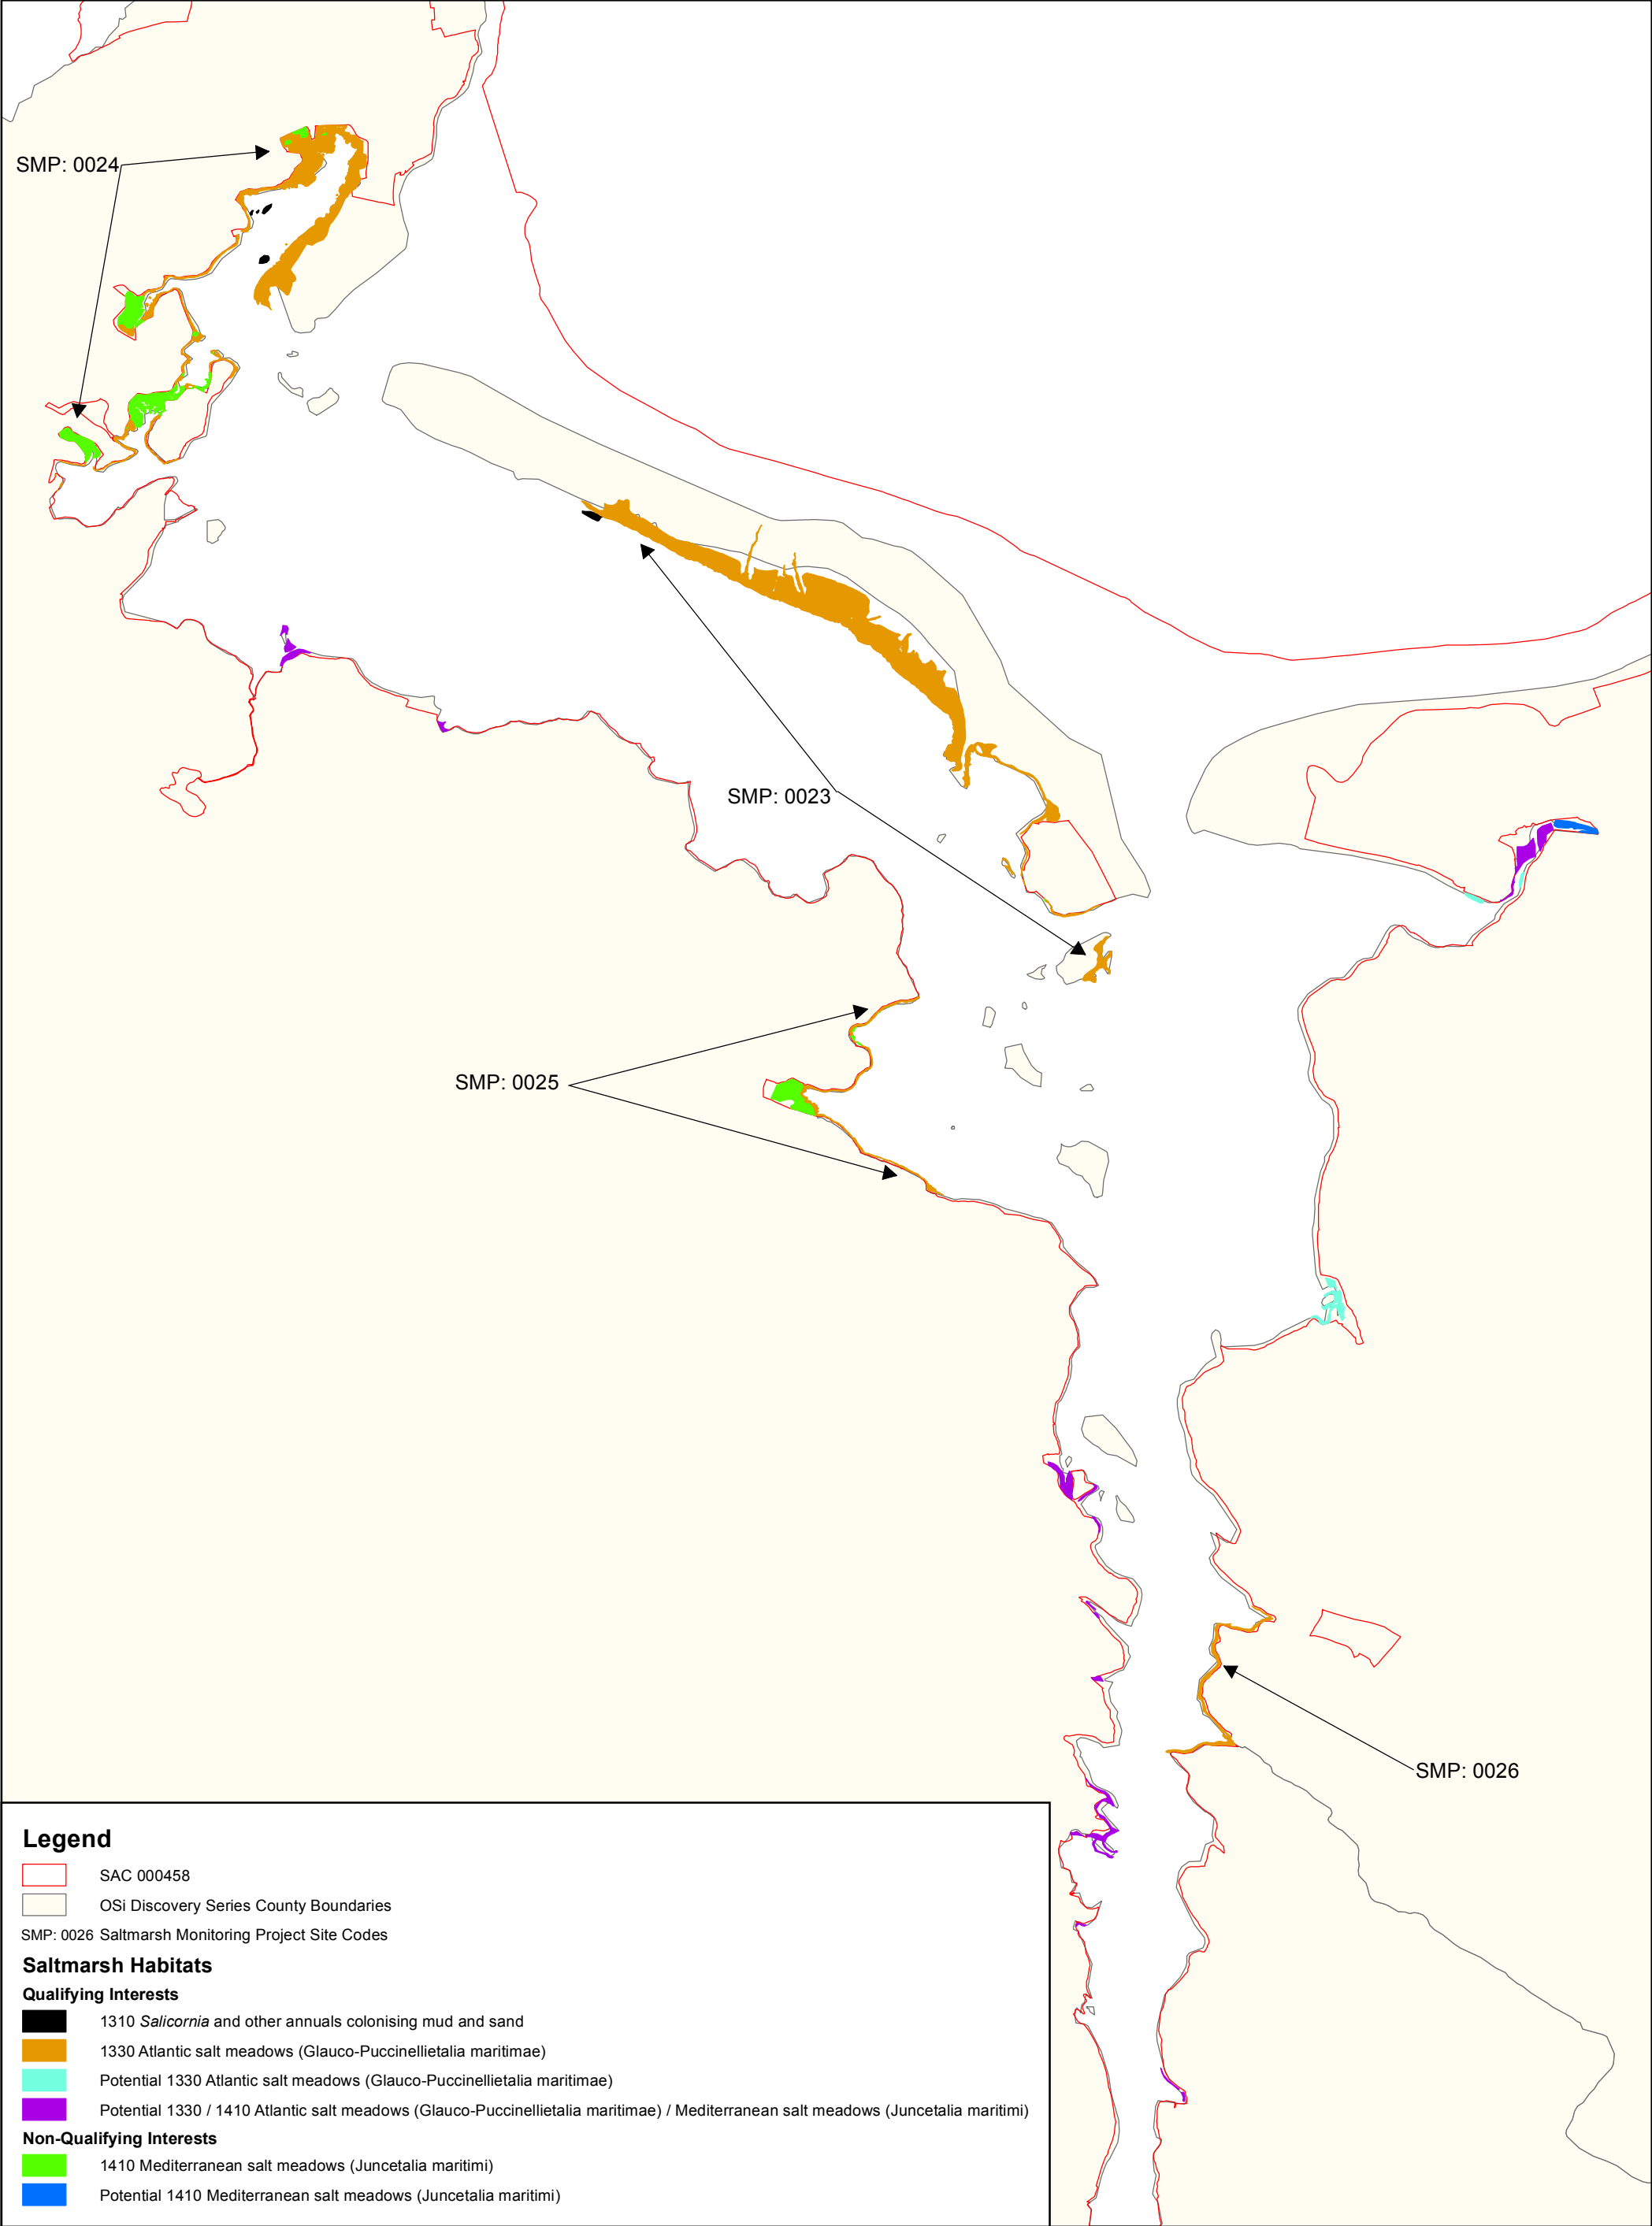 SMP: 0024
SMP: 0023
SMP: 0025
SMP: 0026
Legend
SAC 000458
OSi Discovery Series County Boundaries
SMP: 0026 Saltmarsh Monitoring Project Site Codes
Saltmarsh Habitats
Qualifying Interests
1310 Salicornia and other annuals colonising mud and sand
1330 Atlantic salt meadows (Glauco-Puccinellietalia maritimae)
Potential 1330 Atlantic salt meadows (Glauco-Puccinellietalia maritimae)
Potential 1330 / 1410 Atlantic salt meadows (Glauco-Puccinellietalia maritimae) / Mediterranean salt meadows (Juncetalia maritimi)
Non-Qualifying Interests
1410 Mediterranean salt meadows (Juncetalia maritimi)
Potential 1410 Mediterranean salt meadows (Juncetalia maritimi)